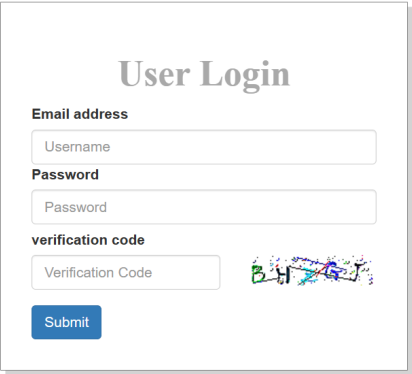 User Login
Email address
Username
Password
Password
verification code
Verification Code
Submit